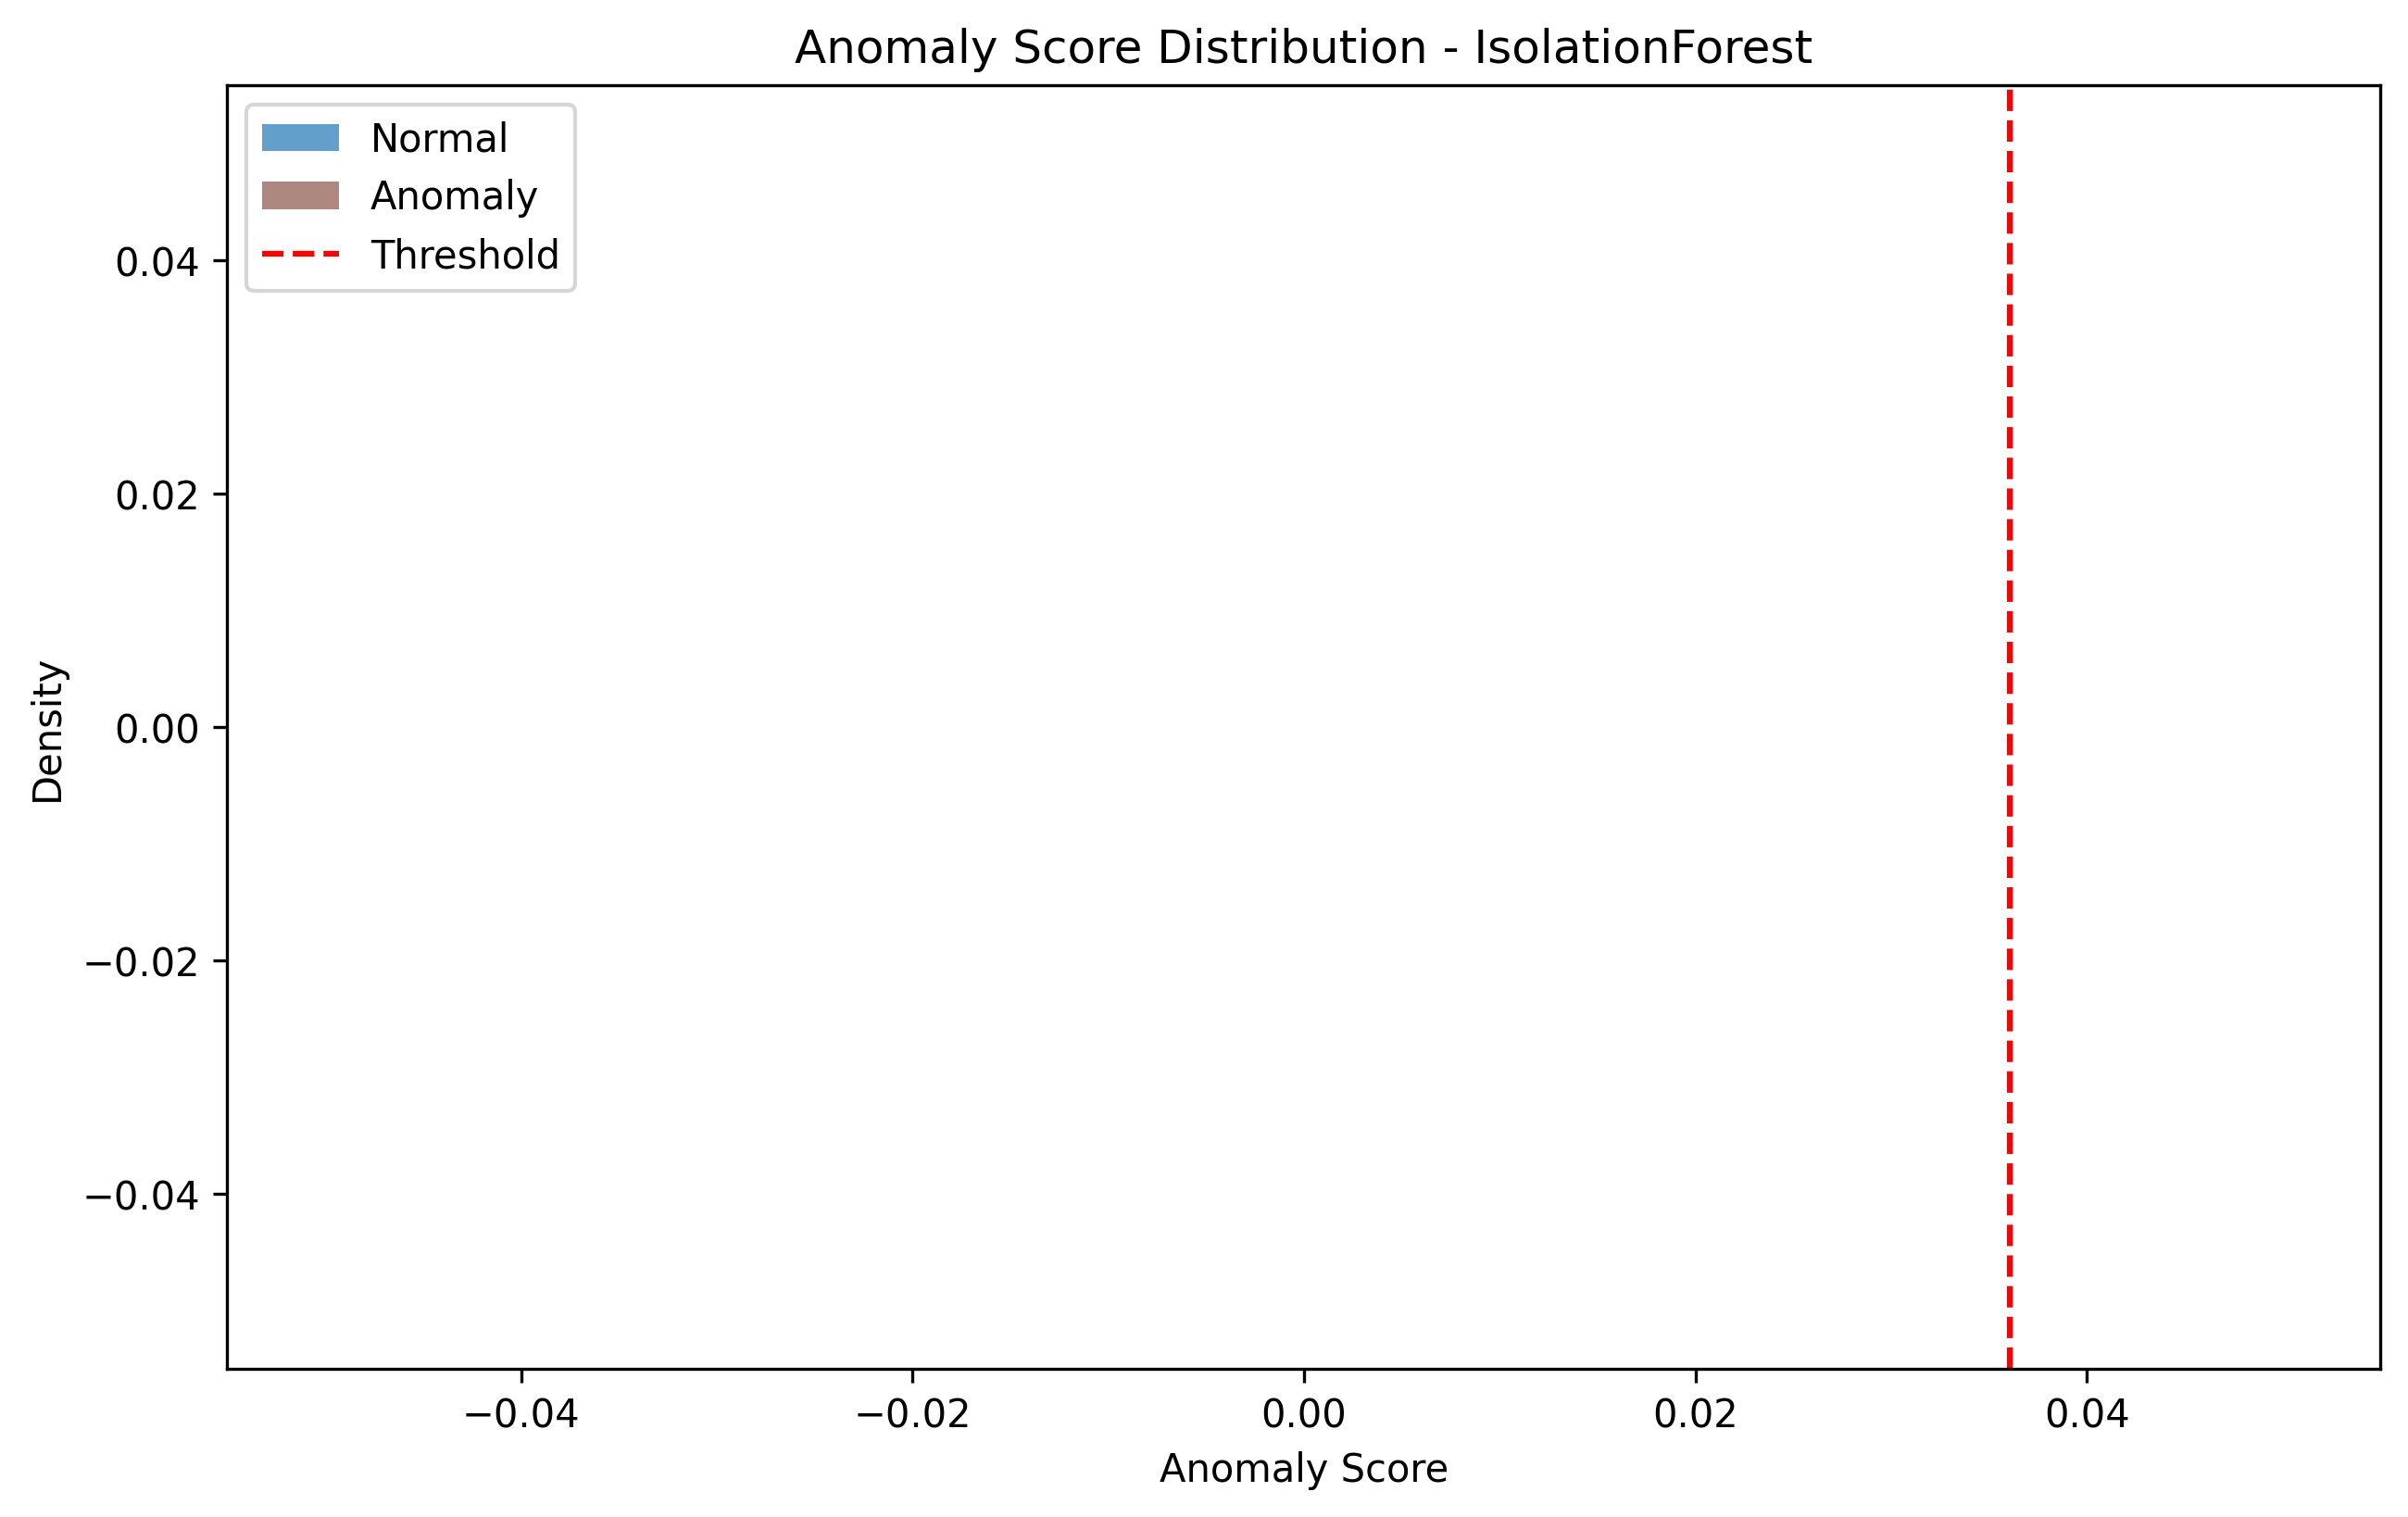 Anomaly Score Distribution - IsolationForest
Normal
Anomaly
Threshold
0.04
0.02
0.00
−0.02
−0.04
Density
−0.04
−0.02
0.00
0.02
0.04
Anomaly Score